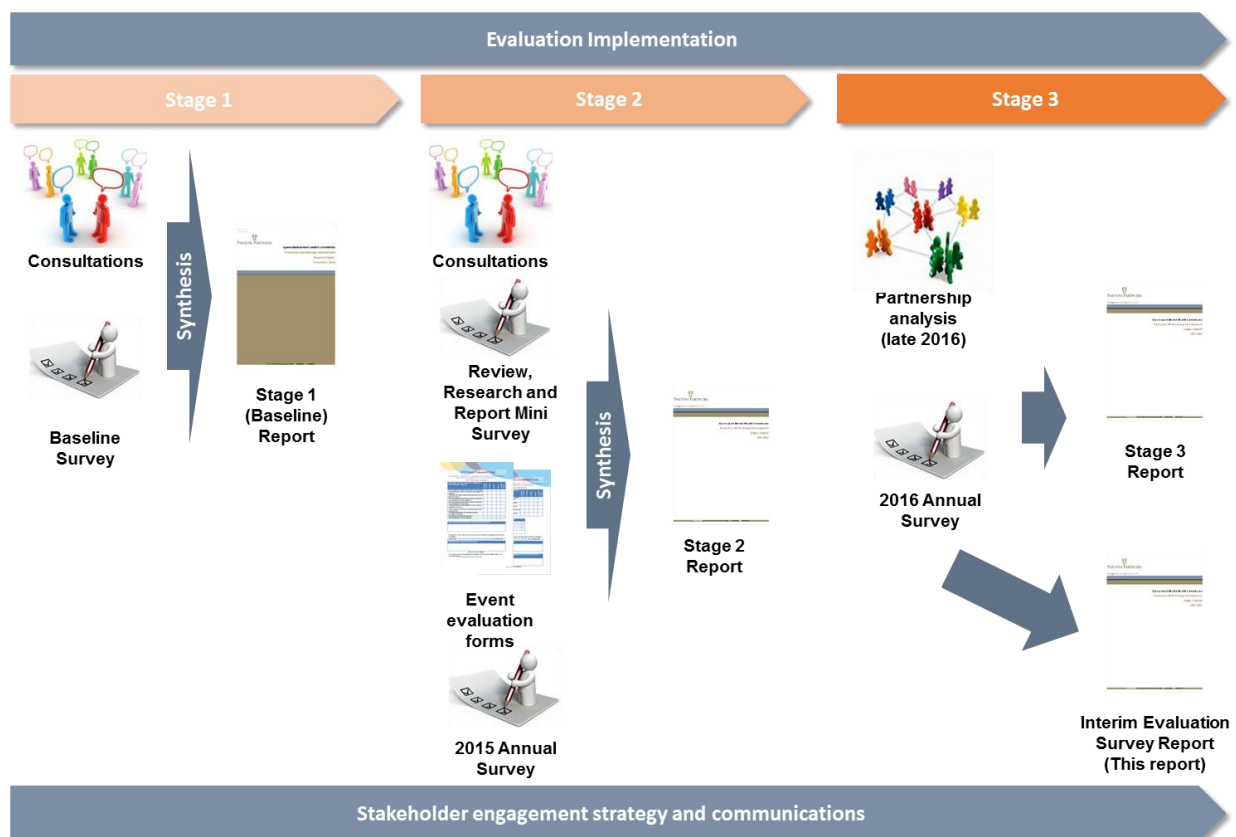 Evaluation Implementation
Stage 1
Stage 2
Stage 3
Consultations
Baseline
Survey
Synthesis
Stage 1
(Baseline)
Report
Consultations
Review,
Research and
Report Mini
Survey
Event
evaluation
forms
2015 Annual
Survey
Synthesis
Stage 2
Report
Partnership
analysis
(late 2016)
2016 Annual
Survey
Stage 3
Report
Interim Evaluation
Survey Report
(This report)
Stakeholder engagement strategy and communications